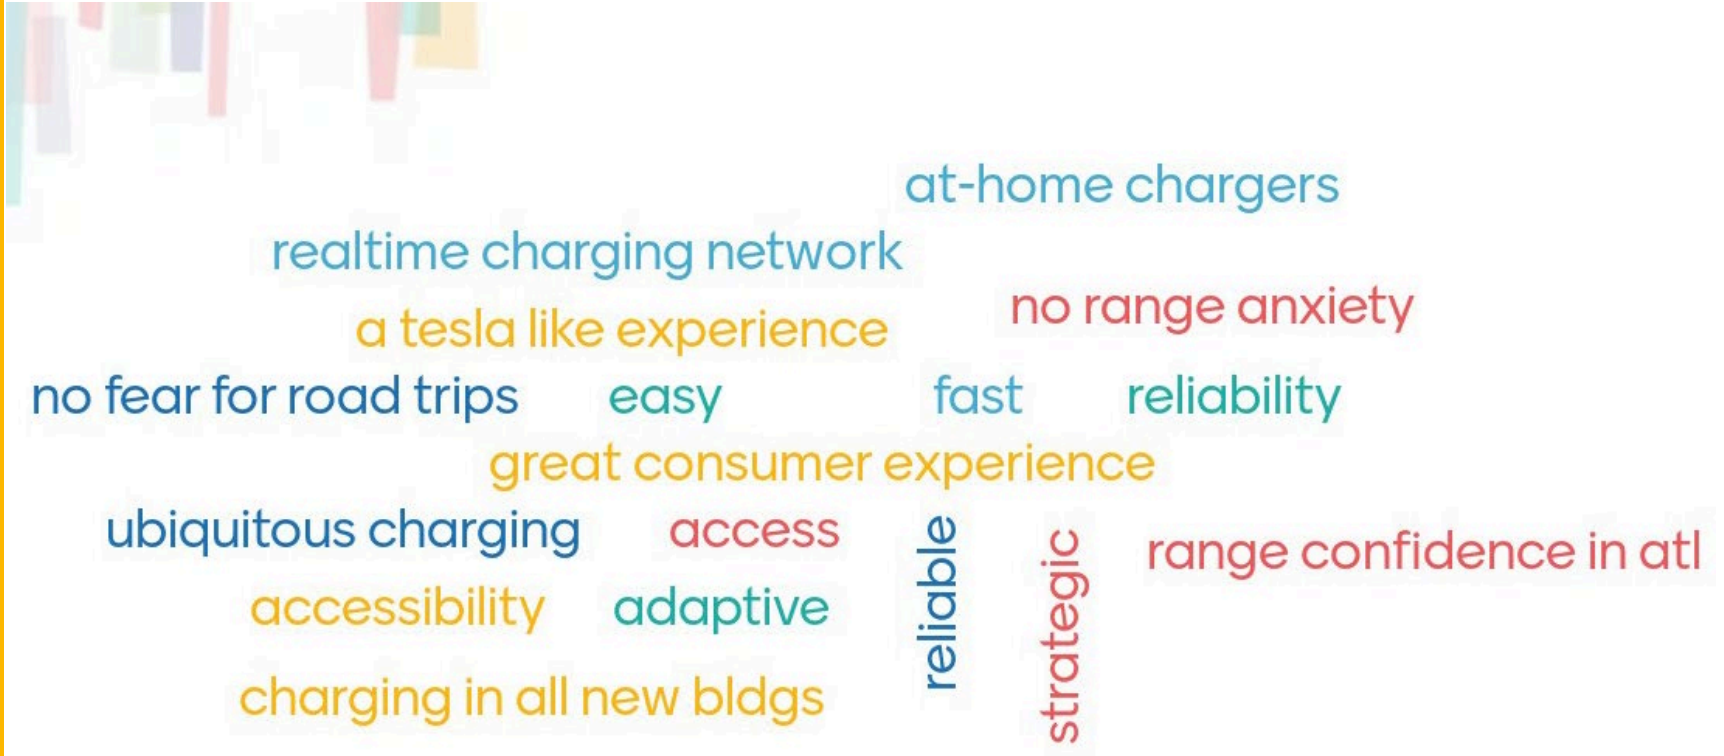 at-home chargers
realtime charging network
no range anxiety
a tesla like experience
no fear for road trips
easy
fast
reliability
great consumer experience
ubiquitous charging
access
reliable
strategic
range confidence in atl
accessibility
adaptive
charging in all new bldgs